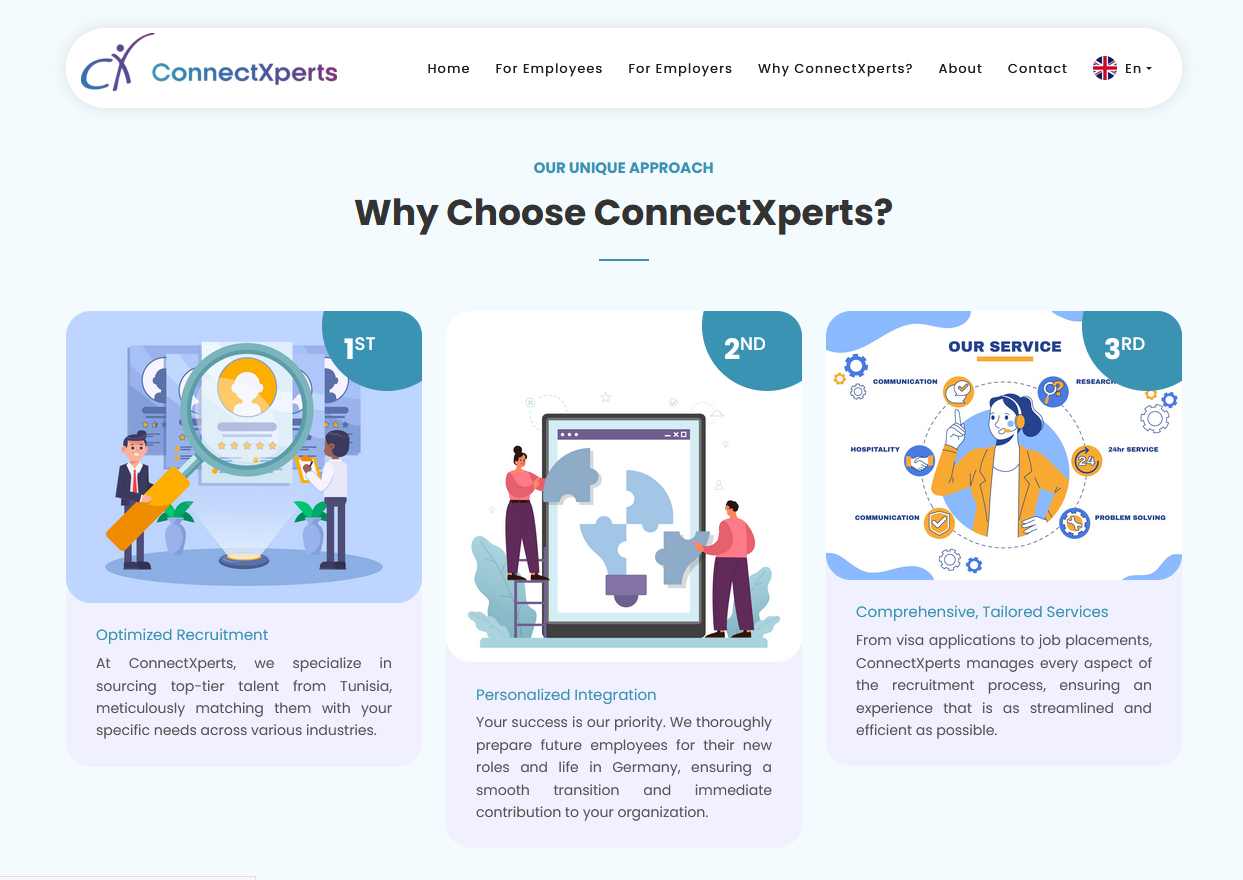 ConnectXperts
Home For Employees For Employers Why ConnectXperts? About Contact En
OUR UNIQUE APPROACH
Why Choose ConnectXperts?
1ST
Optimized Recruitment
At ConnectXperts, we specialize in
sourcing top-tier talent from Tunisia,
meticulously matching them with your
specific needs across various industries.
2ND
Personalized Integration
Your success is our priority. We thoroughly
prepare future employees for their new
roles and life in Germany, ensuring a
smooth transition and immediate
contribution to your organization.
3RD
OUR SERVICE
COMMUNICATION
RESEARCH
HOSPITALITY
24
24hr SERVICE
COMMUNICATION
PROBLEM SOLVING
Comprehensive, Tailored Services
From visa applications to job placements,
ConnectXperts manages every aspect of
the recruitment process, ensuring an
experience that is as streamlined and
efficient as possible.